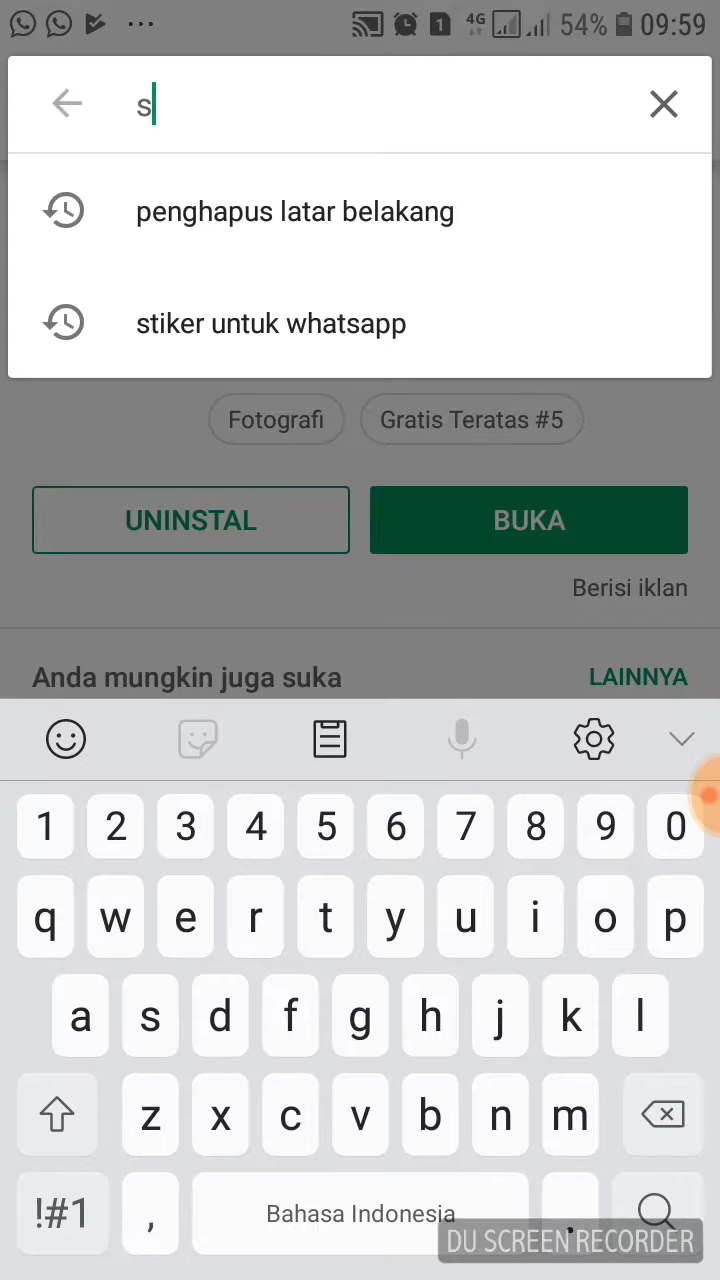 1 4G 54% 09:59
s
penghapus latar belakang
stiker untuk whatsapp
Fotografi Gratis Teratas #5
UNINSTAL BUKA
Berisi iklan
Anda mungkin juga suka LAINNYA
1 2 3 4 5 6 7 8 9 0
q w e r t y u i o p
a s d f g h j k l
z x c v b n m
!#1 , Bahasa Indonesia .
DU SCREEN RECORDER